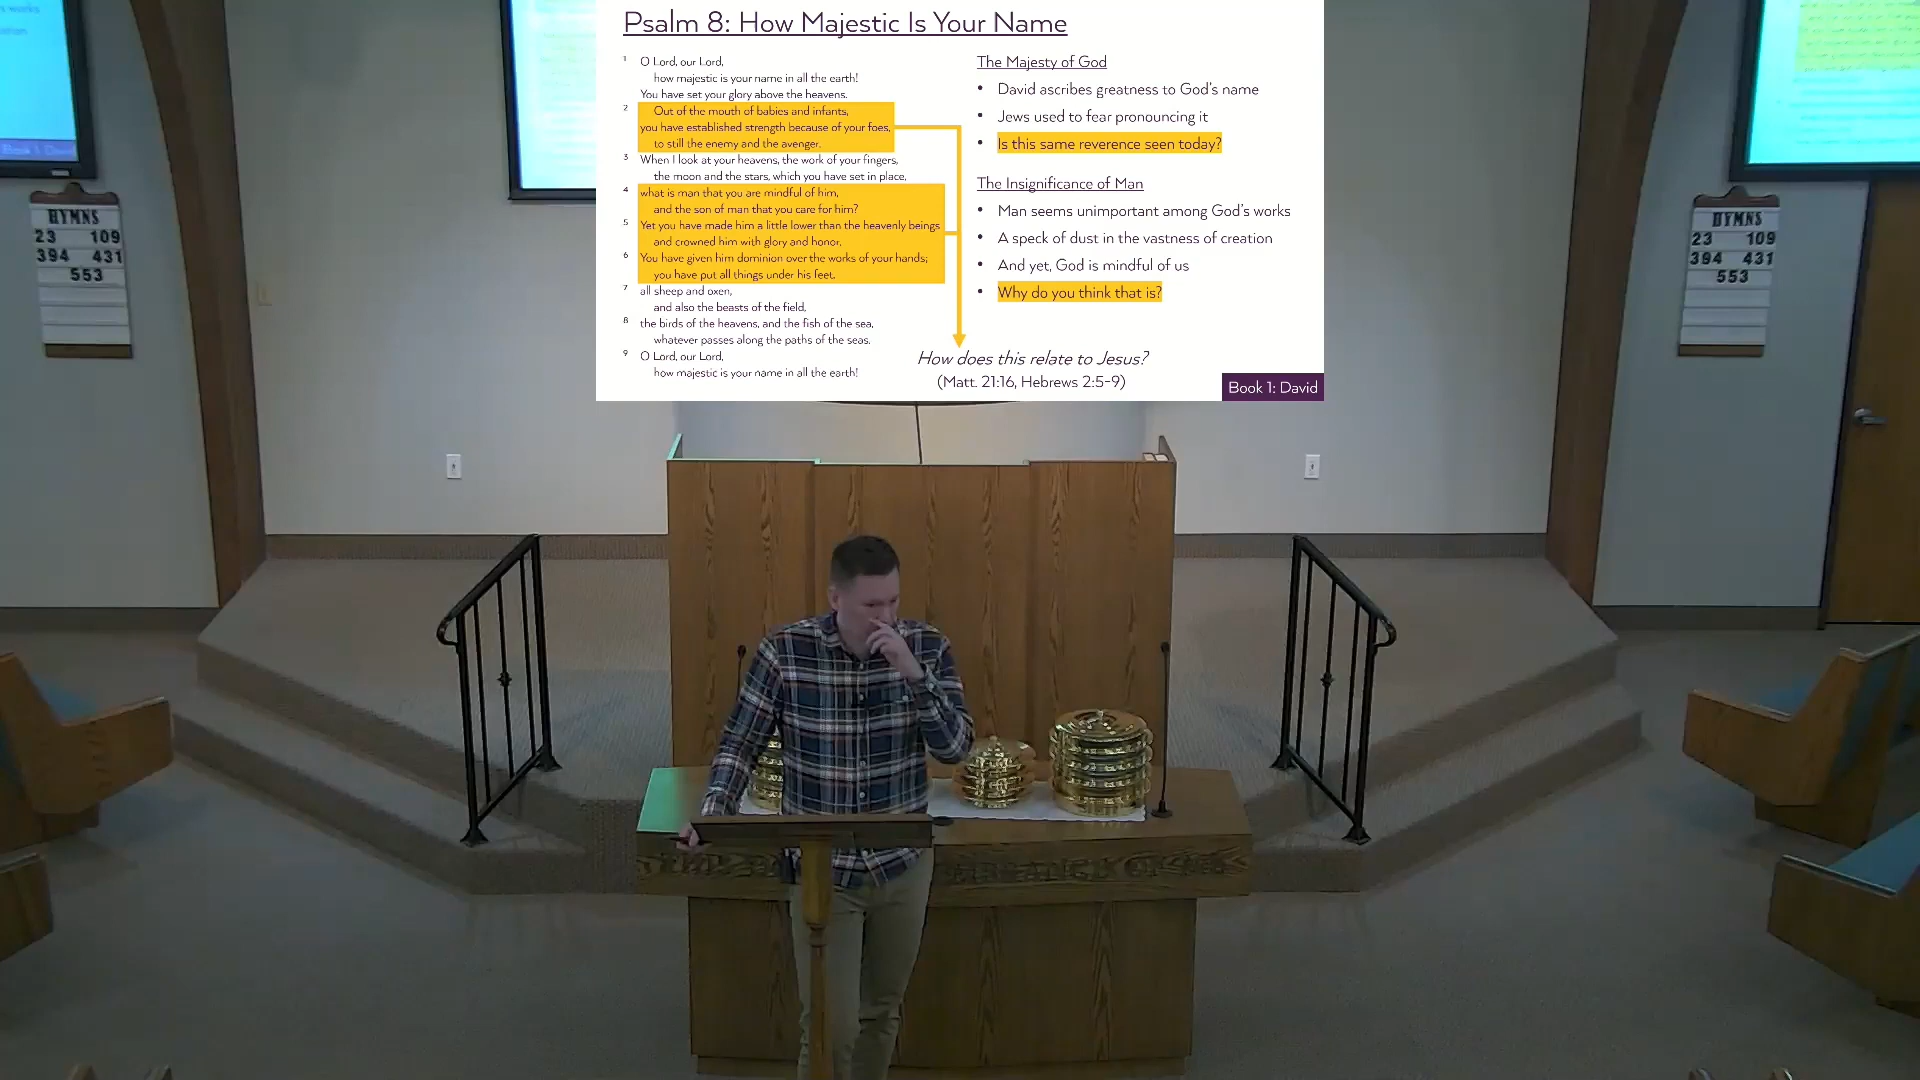 Psalm 8: How Majestic Is Your Name
1 O Lord, our Lord,
how majestic is your name in all the earth!
You have set your glory above the heavens.
2 Out of the mouth of babies and infants,
you have established strength because of your foes,
to still the enemy and the avenger.
3 When I look at your heavens, the work of your fingers,
the moon and the stars, which you have set in place,
4 what is man that you are mindful of him,
and the son of man that you care for him?
5 Yet you have made him a little lower than the heavenly beings
and crowned him with glory and honor.
6 You have given him dominion over the works of your hands;
you have put all things under his feet,
7 all sheep and oxen,
and also the beasts of the field,
8 the birds of the heavens, and the fish of the sea,
whatever passes along the paths of the seas.
9 O Lord, our Lord,
how majestic is your name in all the earth!
The Majesty of God
• David ascribes greatness to God's name
• Jews used to fear pronouncing it
• Is this same reverence seen today?
The Insignificance of Man
• Man seems unimportant among God's works
• A speck of dust in the vastness of creation
• And yet, God is mindful of us
• Why do you think that is?
How does this relate to Jesus?
(Matt. 21:16, Hebrews 2:5-9)
Book 1: David
Book 1: David
HYMNS
23 109
394 431
553
HYMNS
23 109
394 431
553